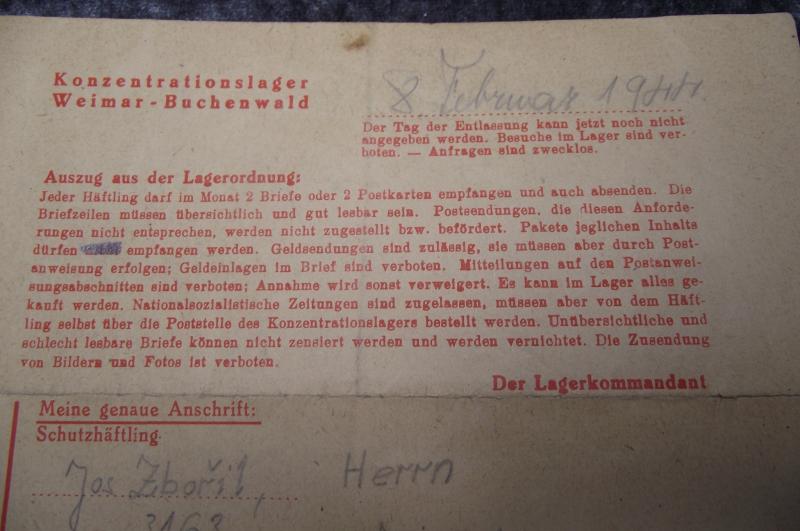 Konzentrationslager
Weimar-Buchenwald
8. Februar 1944.
Der Tag der Entlassung kann jetzt noch nicht
angegeben werden. Besuche im Lager sind ver-
boten. — Anfragen sind zwecklos.
Auszug aus der Lagerordnung:
Jeder Häftling darf im Monat 2 Briefe oder 2 Postkarten empfangen und auch absenden. Die
Briefzeilen müssen übersichtlich und gut lesbar sein. Postsendungen, die diesen Anforde-
rungen nicht entsprechen, werden nicht zugestellt bzw. befördert. Pakete jeglichen Inhalts
dürfen empfangen werden. Geldsendungen sind zulässig, sie müssen aber durch Post-
anweisung erfolgen; Geldeinlagen im Brief sind verboten. Mitteilungen auf den Postanwei-
sungsabschnitten sind verboten; Annahme wird sonst verweigert. Es kann im Lager alles ge-
kauft werden. Nationalsozialistische Zeitungen sind zugelassen, müssen aber von dem Häft-
ling selbst über die Poststelle des Konzentrationslagers bestellt werden. Unübersichtliche und
schlecht lesbare Briefe können nicht zensiert werden und werden vernichtet. Die Zusendung
von Bildern und Fotos ist verboten.
Der Lagerkommandant
Meine genaue Anschrift:
Schutzhäftling
Jos Zbořil, Herrn